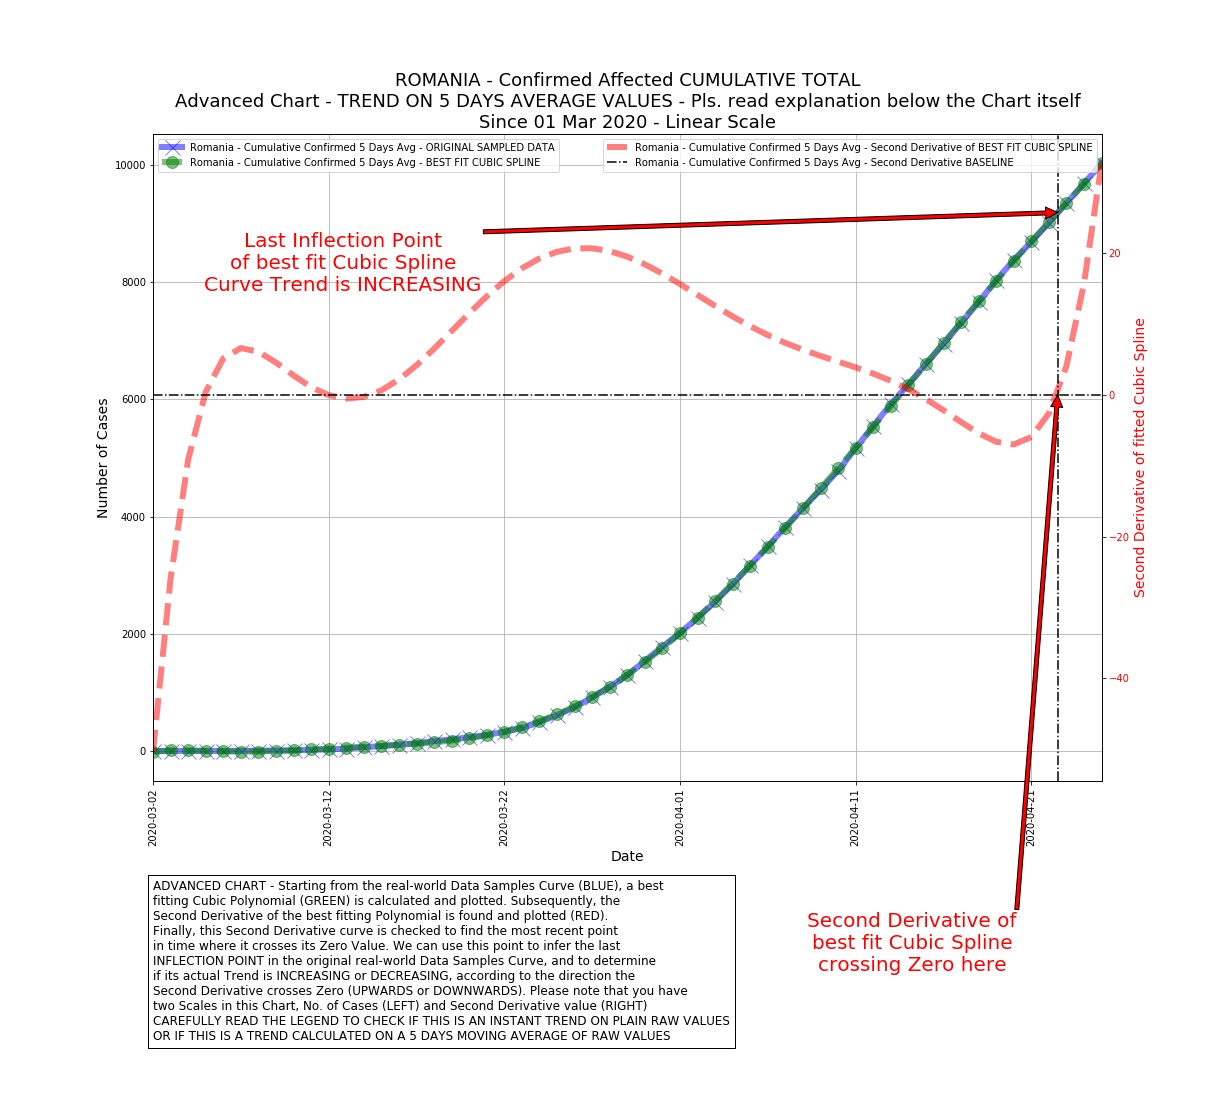 ROMANIA - Confirmed Affected CUMULATIVE TOTAL
Advanced Chart - TREND ON 5 DAYS AVERAGE VALUES - Pls. read explanation below the Chart itself
Since 01 Mar 2020 - Linear Scale
Romania - Cumulative Confirmed 5 Days Avg - ORIGINAL SAMPLED DATA
Romania - Cumulative Confirmed 5 Days Avg - BEST FIT CUBIC SPLINE
Romania - Cumulative Confirmed 5 Days Avg - Second Derivative of BEST FIT CUBIC SPLINE
Romania - Cumulative Confirmed 5 Days Avg - Second Derivative BASELINE
Last Inflection Point
of best fit Cubic Spline
Curve Trend is INCREASING
Number of Cases
10000
8000
6000
4000
2000
0
20
0
−20
−40
Second Derivative of fitted Cubic Spline
2020-03-02
2020-03-12
2020-03-22
2020-04-01
2020-04-11
2020-04-21
Date
ADVANCED CHART - Starting from the real-world Data Samples Curve (BLUE), a best
fitting Cubic Polynomial (GREEN) is calculated and plotted. Subsequently, the
Second Derivative of the best fitting Polynomial is found and plotted (RED).
Finally, this Second Derivative curve is checked to find the most recent point
in time where it crosses its Zero Value. We can use this point to infer the last
INFLECTION POINT in the original real-world Data Samples Curve, and to determine
if its actual Trend is INCREASING or DECREASING, according to the direction the
Second Derivative crosses Zero (UPWARDS or DOWNWARDS). Please note that you have
two Scales in this Chart, No. of Cases (LEFT) and Second Derivative value (RIGHT)
CAREFULLY READ THE LEGEND TO CHECK IF THIS IS AN INSTANT TREND ON PLAIN RAW VALUES
OR IF THIS IS A TREND CALCULATED ON A 5 DAYS MOVING AVERAGE OF RAW VALUES
Second Derivative of
best fit Cubic Spline
crossing Zero here